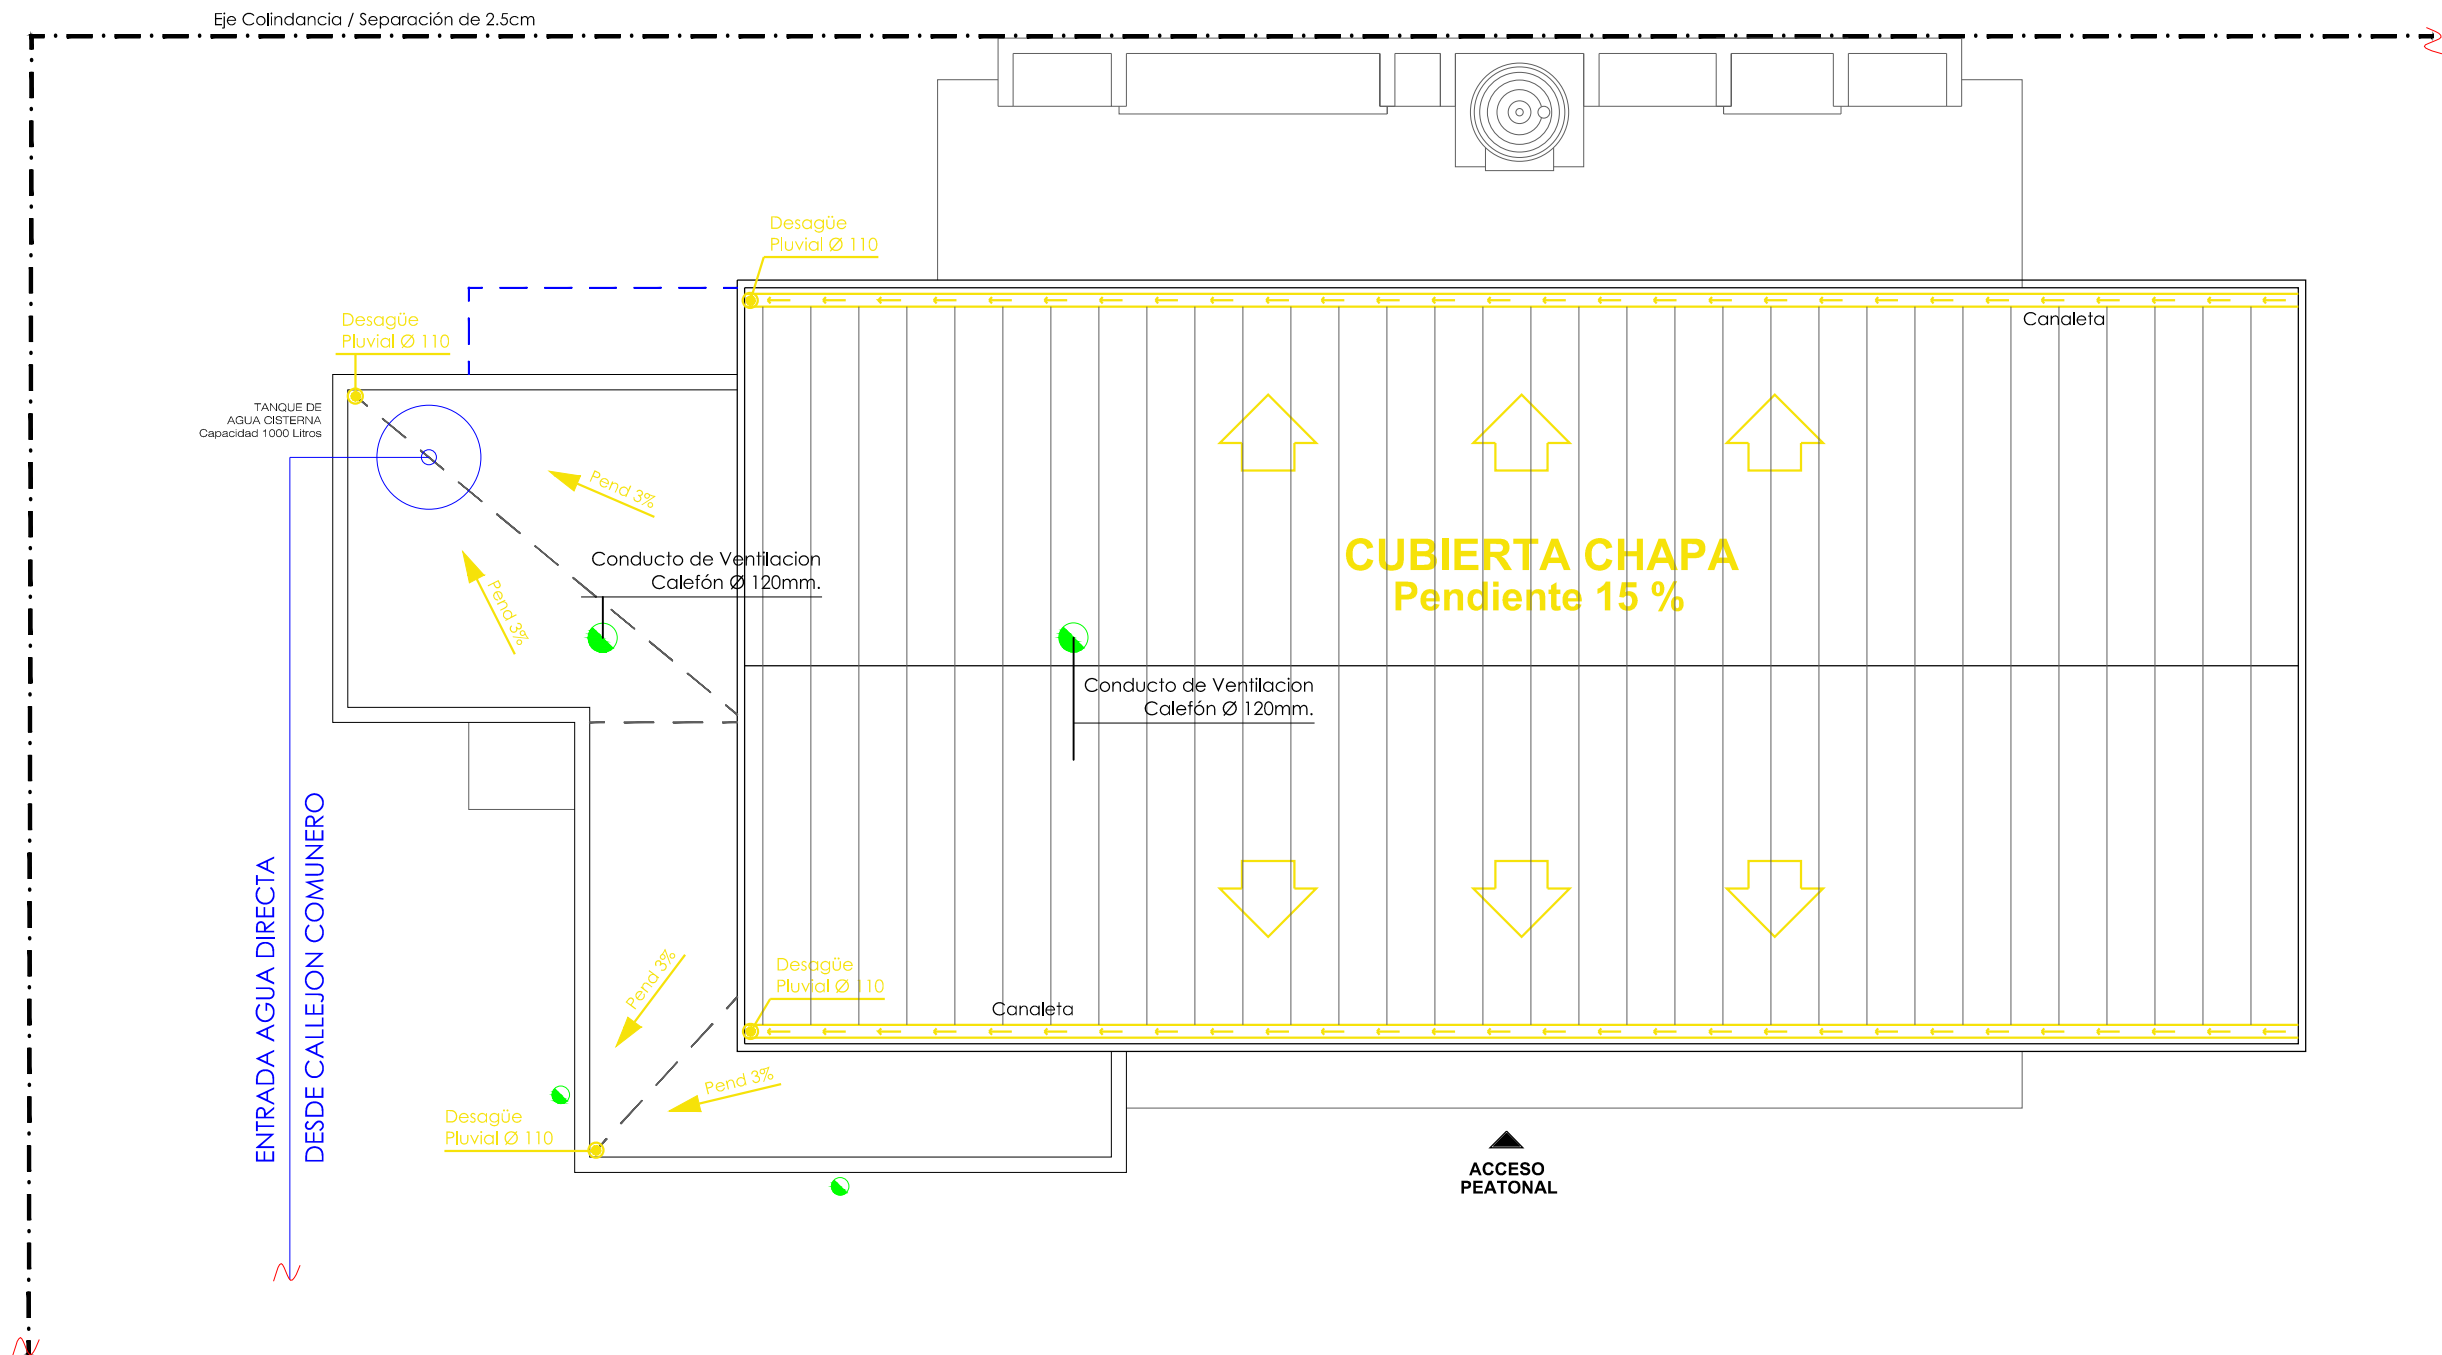 Eje Colindancia / Separación de 2.5cm
Desagüe
Pluvial Ø 110
Desagüe
Pluvial Ø 110
Canaleta
TANQUE DE
AGUA CISTERNA
Capacidad 1000 Litros
Pend 3%
Pend 3%
Conducto de Ventilacion
Calefón Ø 120mm.
CUBIERTA CHAPA
Pendiente 15 %
Conducto de Ventilacion
Calefón Ø 120mm.
ENTRADA AGUA DIRECTA
DESDE CALLEJON COMUNERO
Pend 3%
Desagüe
Pluvial Ø 110
Canaleta
Pend 3%
Desagüe
Pluvial Ø 110
ACCESO
PEATONAL